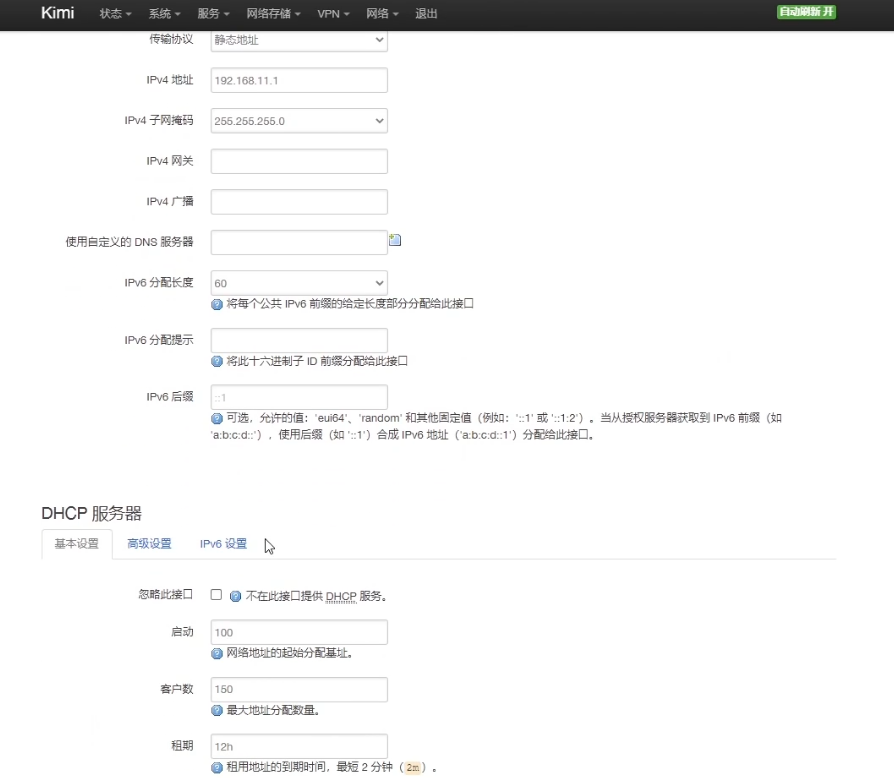 Kimi 状态 系统 服务 网络存储 VPN 网络 退出 自动刷新 开
传输协议 静态地址
IPv4 地址 192.168.11.1
IPv4 子网掩码 255.255.255.0
IPv4 网关
IPv4 广播
使用自定义的 DNS 服务器
IPv6 分配长度 60
将每个公共 IPv6 前缀的给定长度部分分配给此接口
IPv6 分配提示
将此十六进制子 ID 前缀分配给此接口
IPv6 后缀 ::1
可选，允许的值：'eui64'、'random' 和其他固定值（例如：'::1' 或 '::1:2'）。当从授权服务器获取到 IPv6 前缀（如
'a:b:c:d::'），使用后缀（如 '::1'）合成 IPv6 地址（'a:b:c:d::1'）分配给此接口。
DHCP 服务器
基本设置 高级设置 IPv6 设置
忽略此接口 不在此接口提供 DHCP 服务。
启动 100
网络地址的起始分配基址。
客户数 150
最大地址分配数量。
租期 12h
租用地址的到期时间，最短 2 分钟（2m）。